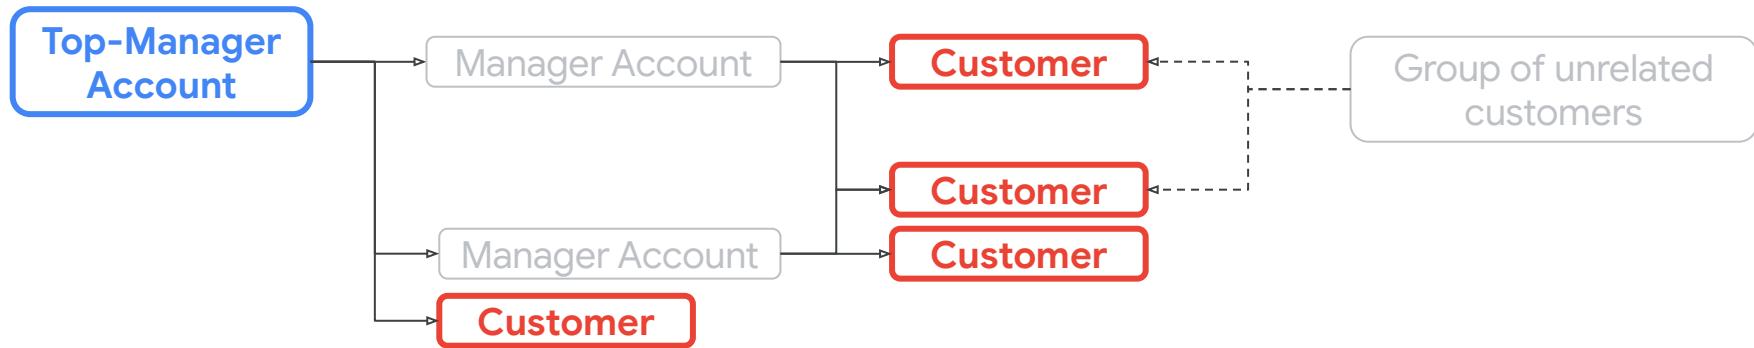 Top-Manager
Account
Manager Account
Customer
Group of unrelated
customers
Customer
Manager Account
Customer
Customer